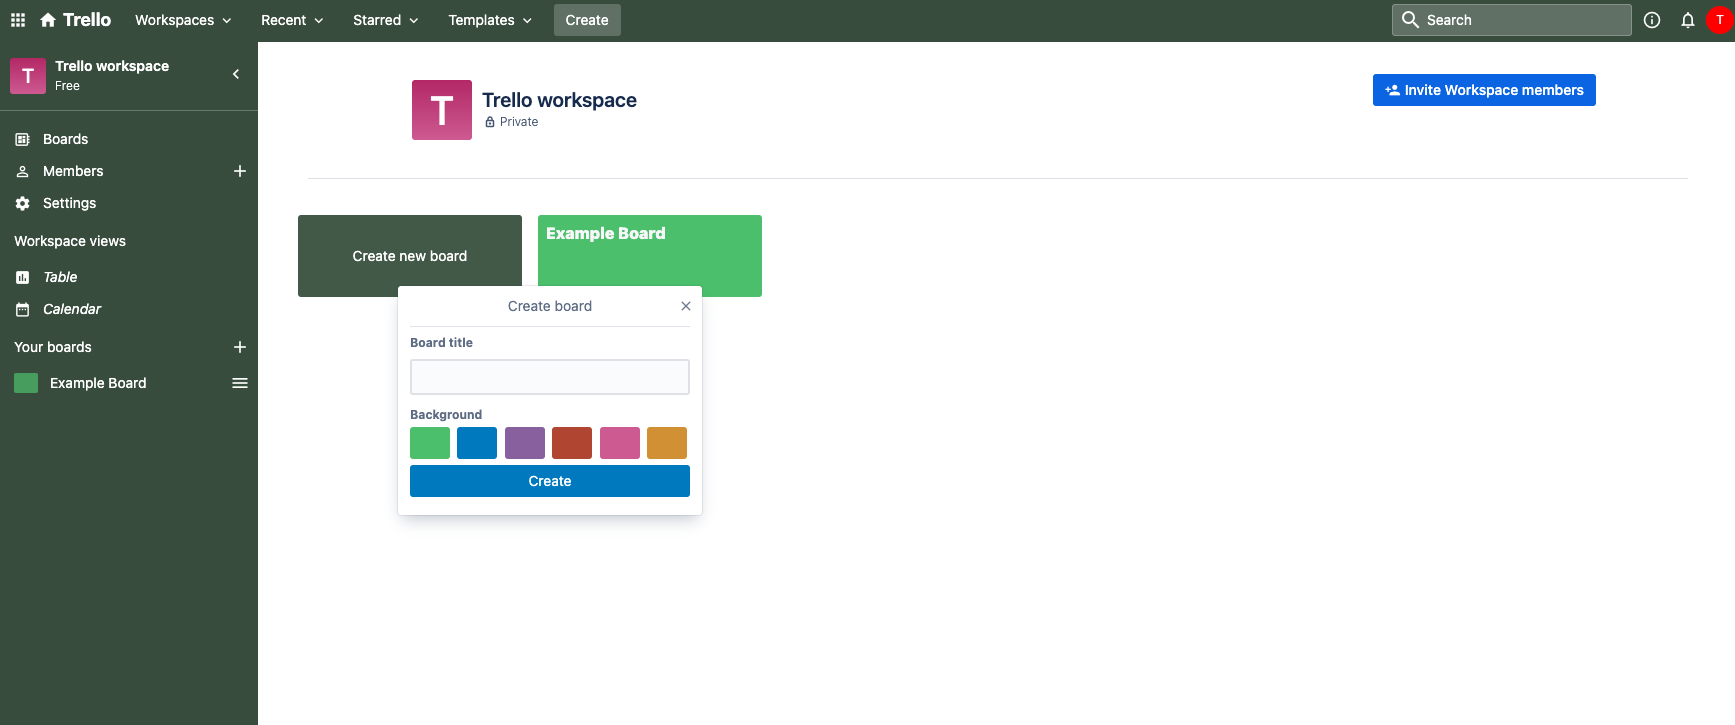 Trello Workspaces Recent Starred Templates Create Search T
T Trello workspace
Free
Boards
Members
Settings
Workspace views
Table
Calendar
Your boards
Example Board
T Trello workspace
Private
Invite Workspace members
Create new board
Example Board
Create board
Board title
Background
Create